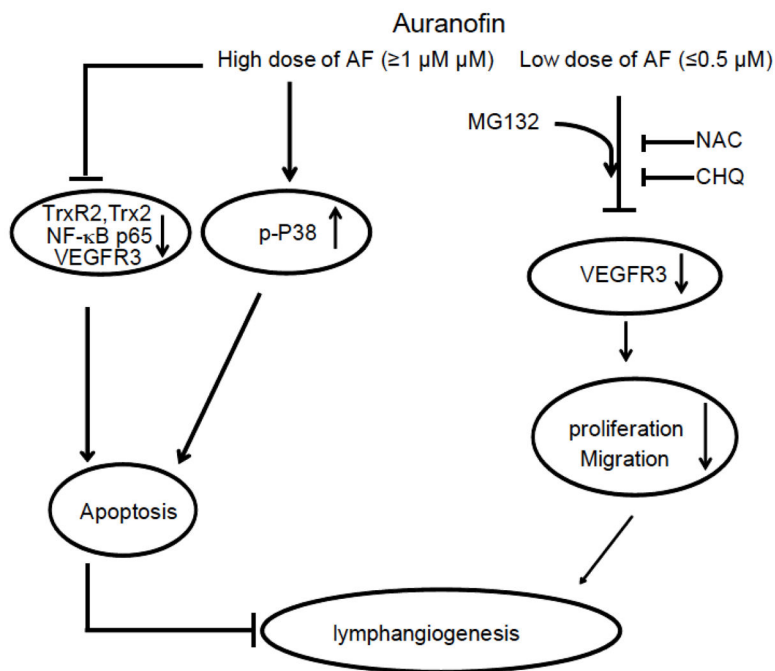 Auranofin
High dose of AF (≥1 μM μM) Low dose of AF (≤0.5 μM)
MG132
NAC
CHQ
TrxR2,Trx2
NF-κB p65
VEGFR3
p-P38
VEGFR3
proliferation
Migration
Apoptosis
lymphangiogenesis